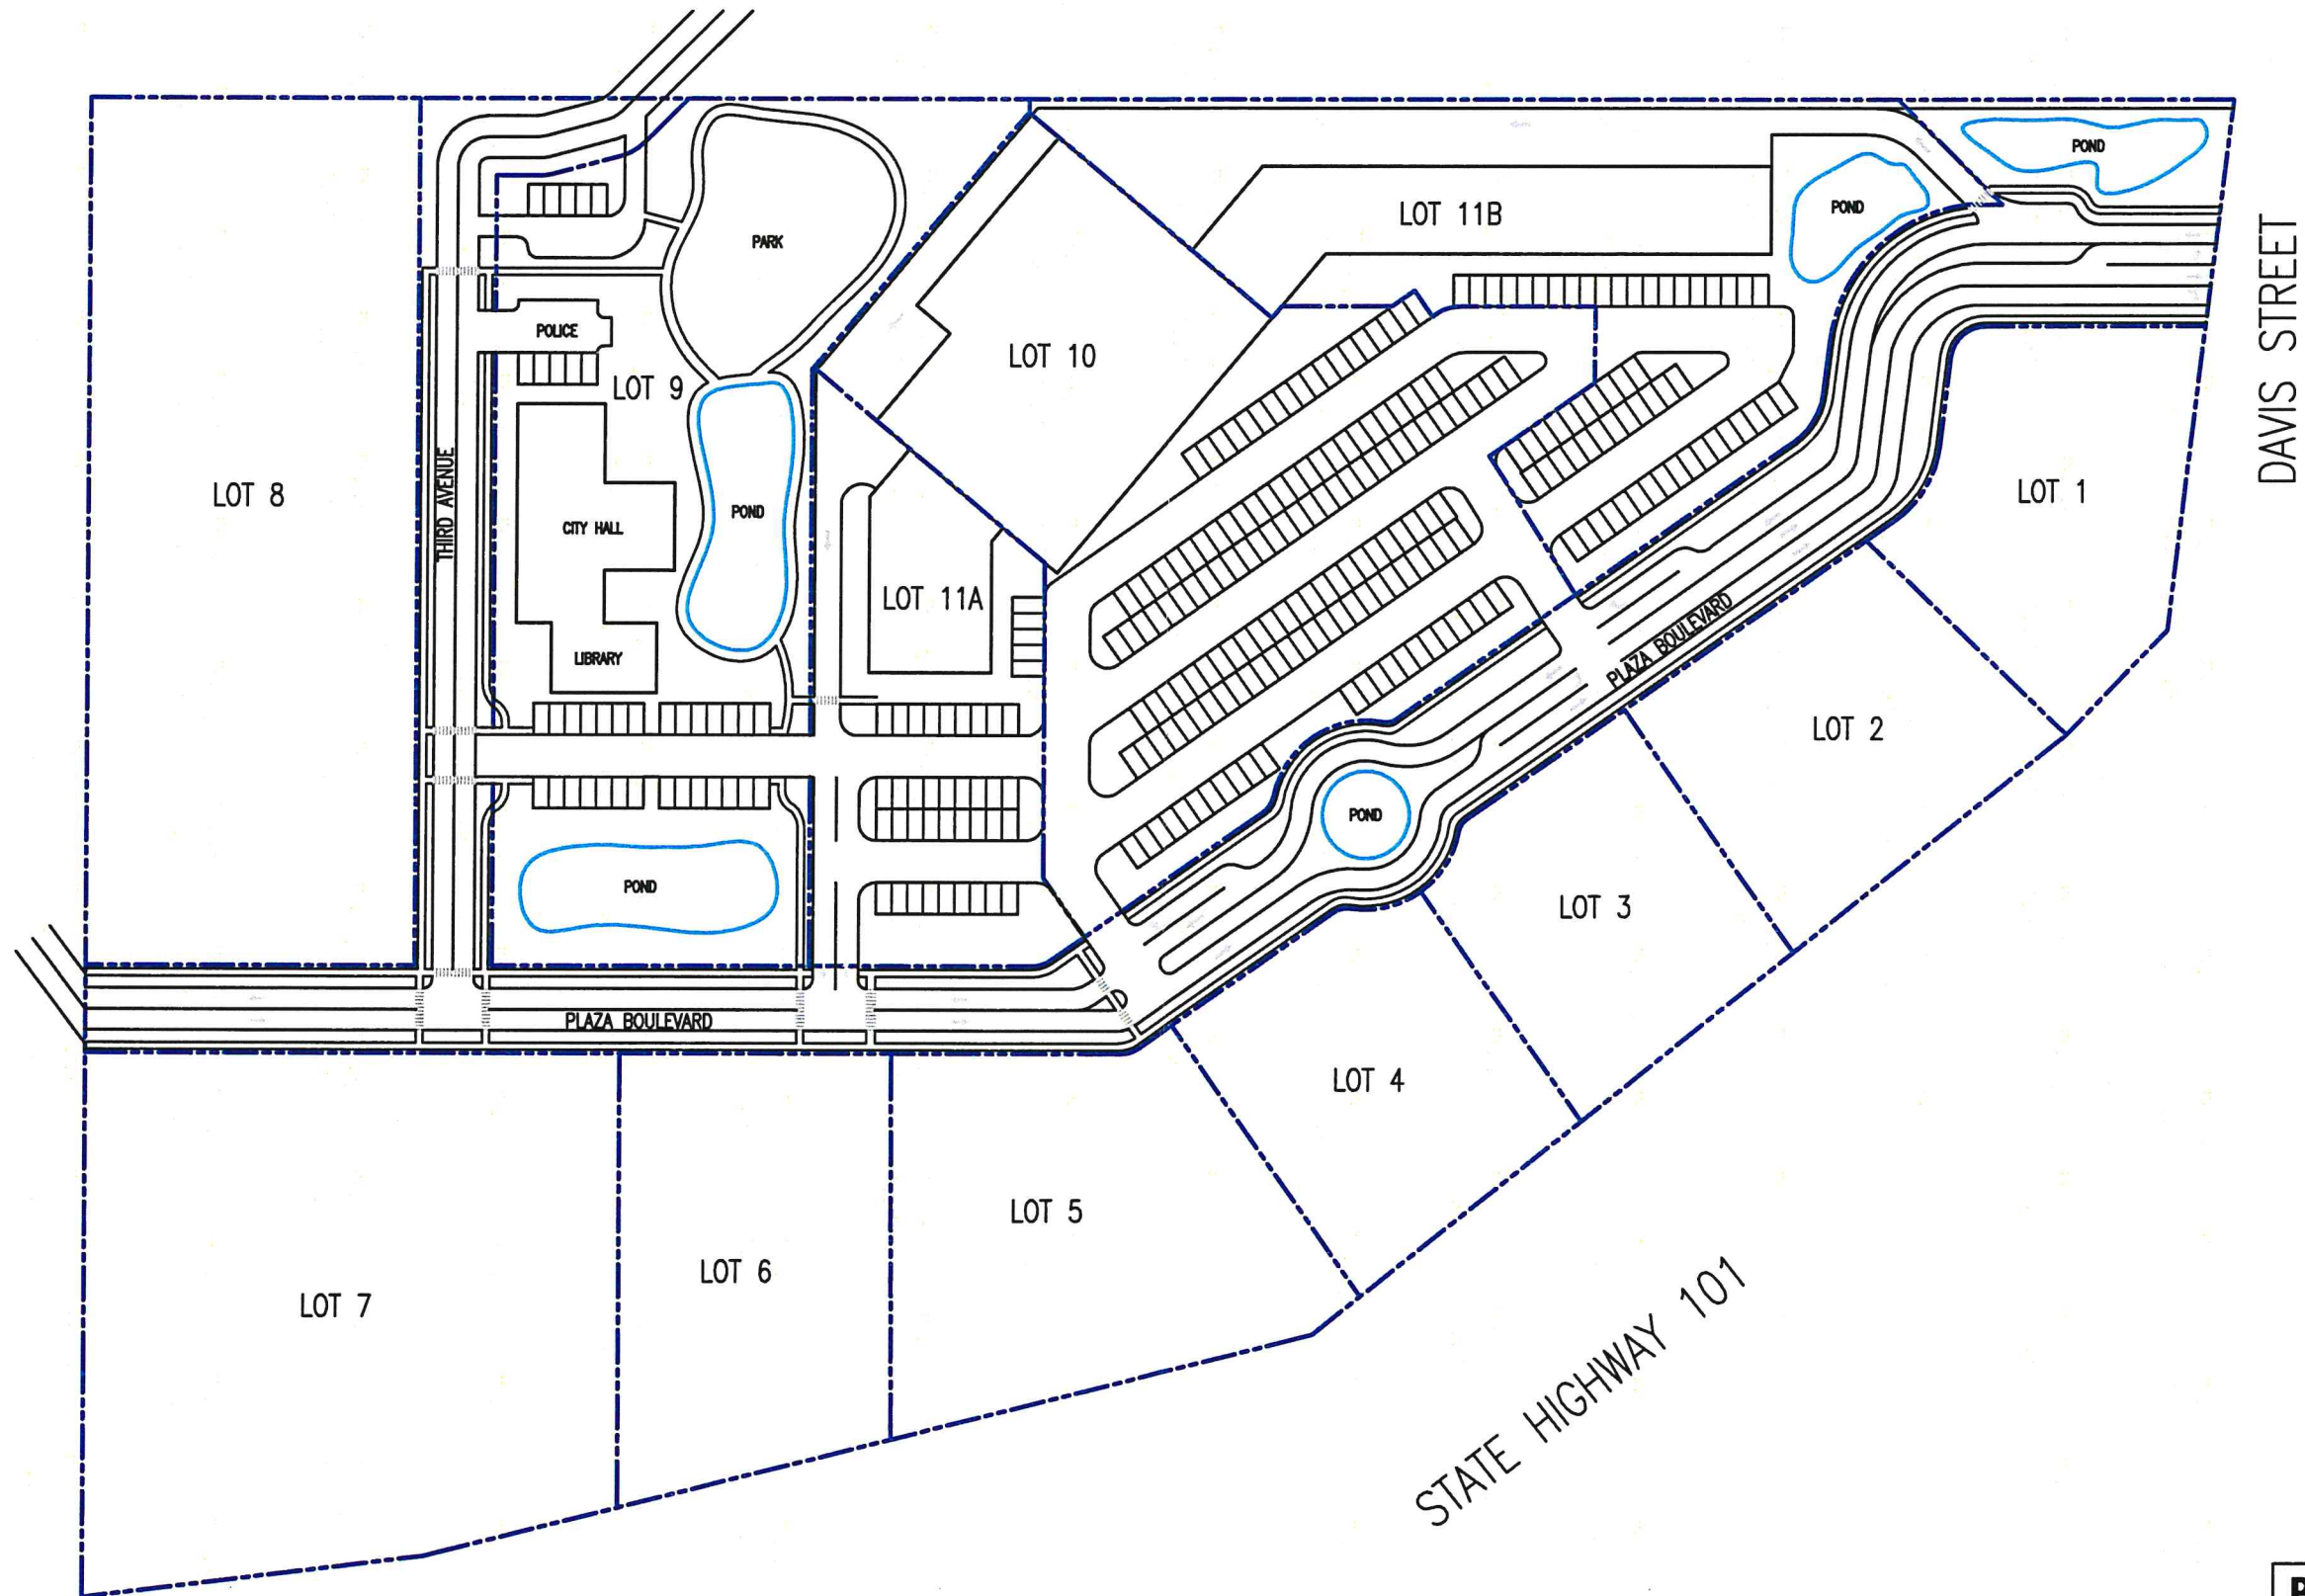 POND
POND
LOT 11B
PARK
DAVIS STREET
POLICE
LOT 9
LOT 10
LOT 8
THIRD AVENUE
CITY HALL
POND
LOT 1
LOT 11A
LIBRARY
PLAZA BOULEVARD
LOT 2
POND
POND
LOT 3
PLAZA BOULEVARD
LOT 4
LOT 5
LOT 6
LOT 7
STATE HIGHWAY 101